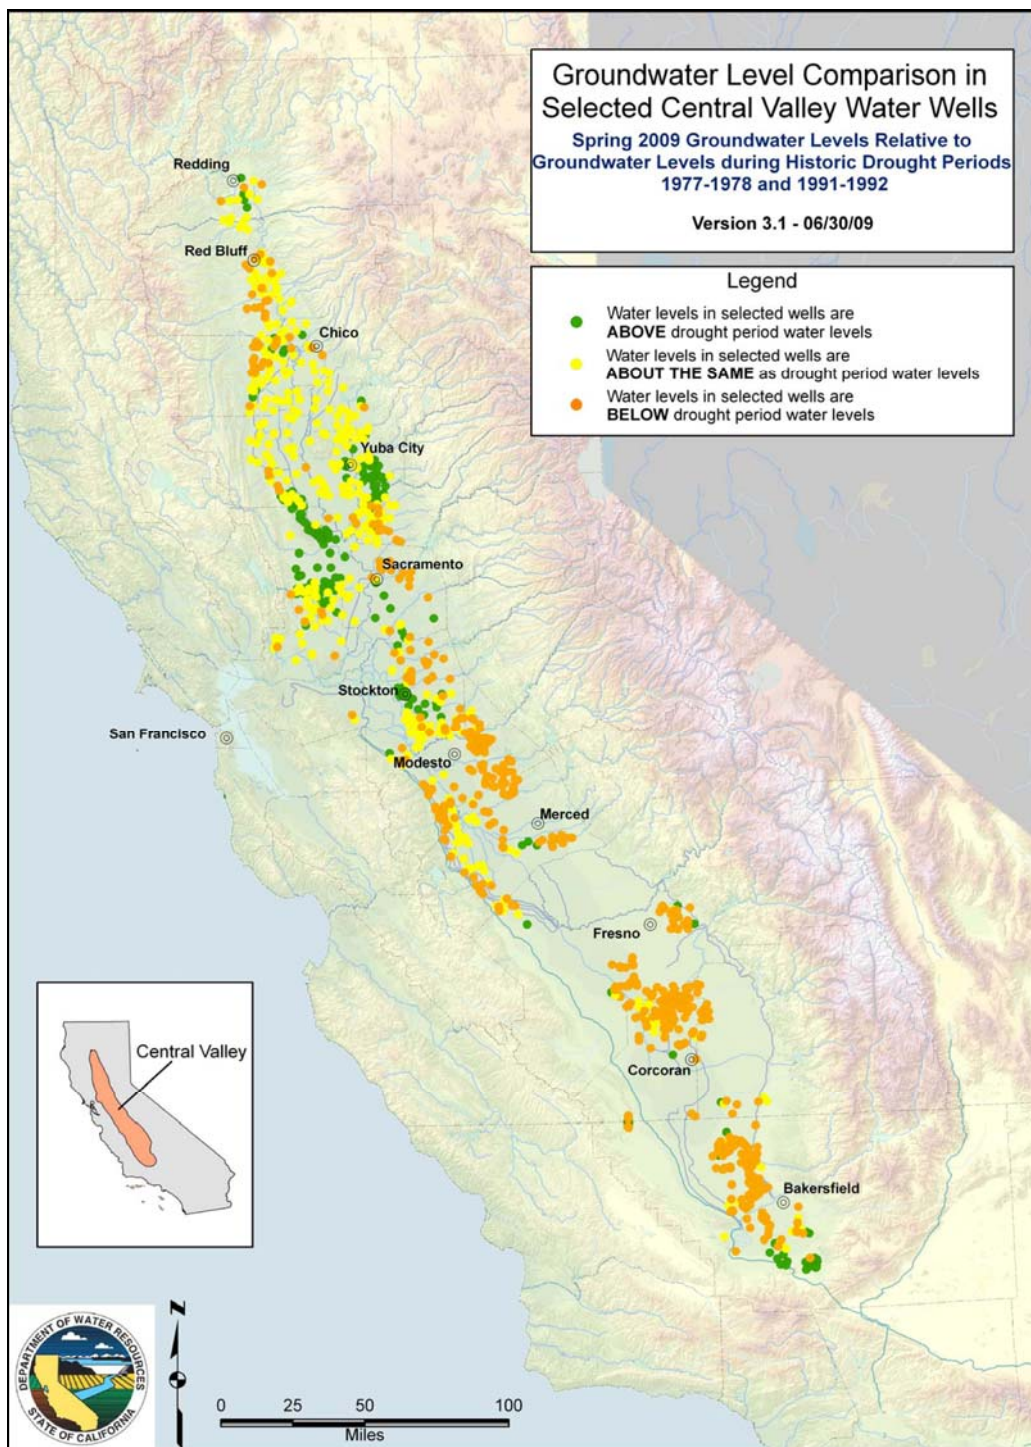 Groundwater Level Comparison in
Selected Central Valley Water Wells
Spring 2009 Groundwater Levels Relative to
Groundwater Levels during Historic Drought Periods
1977-1978 and 1991-1992
Version 3.1 - 06/30/09
Legend
Water levels in selected wells are
ABOVE drought period water levels
Water levels in selected wells are
ABOUT THE SAME as drought period water levels
Water levels in selected wells are
BELOW drought period water levels
Redding
Red Bluff
Chico
Yuba City
Sacramento
Stockton
San Francisco
Modesto
Merced
Fresno
Corcoran
Bakersfield
Central Valley
DEPARTMENT OF WATER RESOURCES
STATE OF CALIFORNIA
N
0 25 50 100
Miles